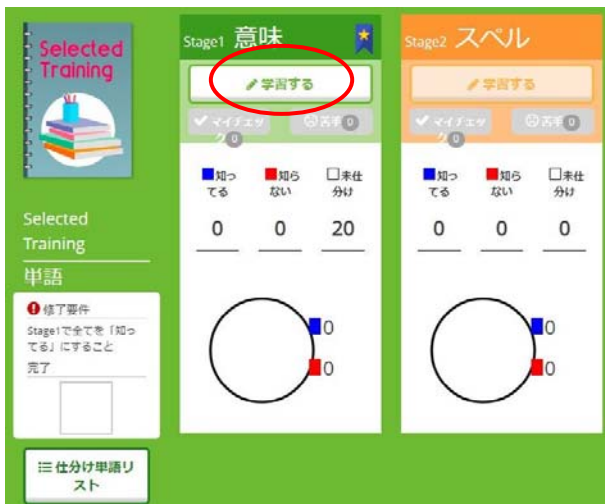 Selected
Training
Selected
Training
単語
修了要件
Stage1で全てを「知っ
てる」にすること
完了
仕分け単語リ
スト
Stage1 意味
学習する
マイチェッ
ク 0
苦手 0
知っ
てる
知ら
ない
未仕
分け
0
0
20
0
0
Stage2 スペル
学習する
マイチェッ
ク 0
苦手 0
知っ
てる
知ら
ない
未仕
分け
0
0
0
0
0